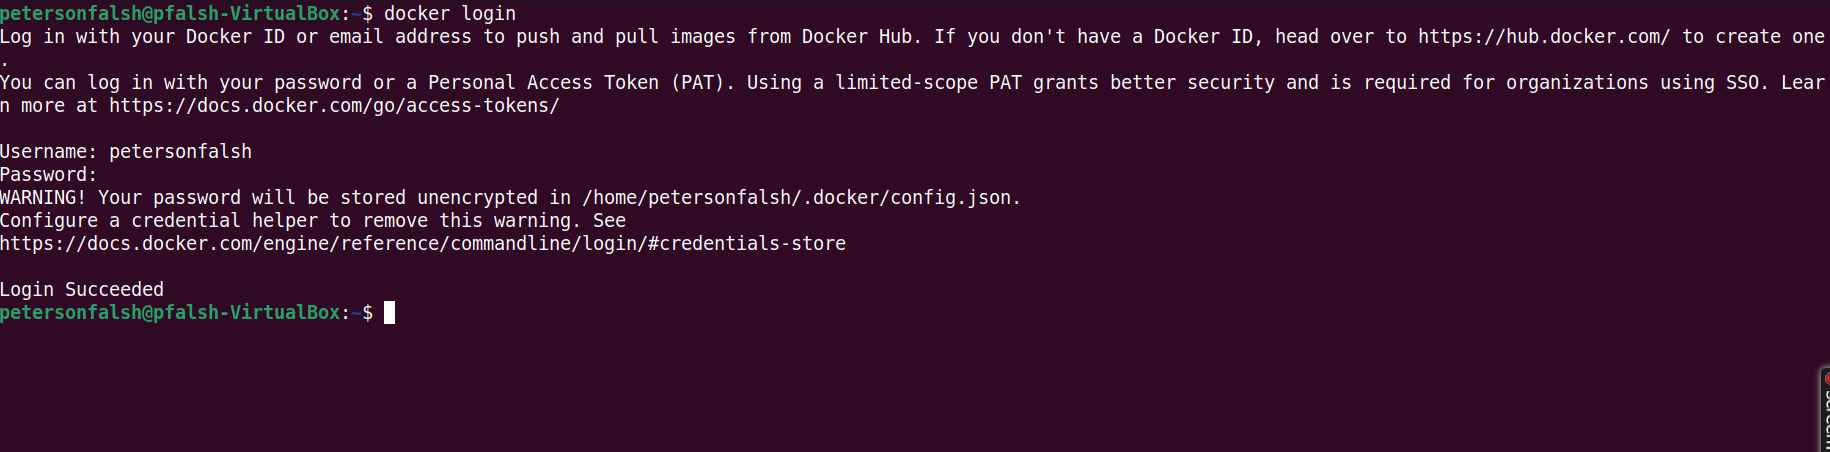 petersonfalsh@pfalsh-VirtualBox:~$ docker login
Log in with your Docker ID or email address to push and pull images from Docker Hub. If you don't have a Docker ID, head over to https://hub.docker.com/ to create one
.
You can log in with your password or a Personal Access Token (PAT). Using a limited-scope PAT grants better security and is required for organizations using SSO. Lear
n more at https://docs.docker.com/go/access-tokens/
Username: petersonfalsh
Password:
WARNING! Your password will be stored unencrypted in /home/petersonfalsh/.docker/config.json.
Configure a credential helper to remove this warning. See
https://docs.docker.com/engine/reference/commandline/login/#credentials-store
Login Succeeded
petersonfalsh@pfalsh-VirtualBox:~$